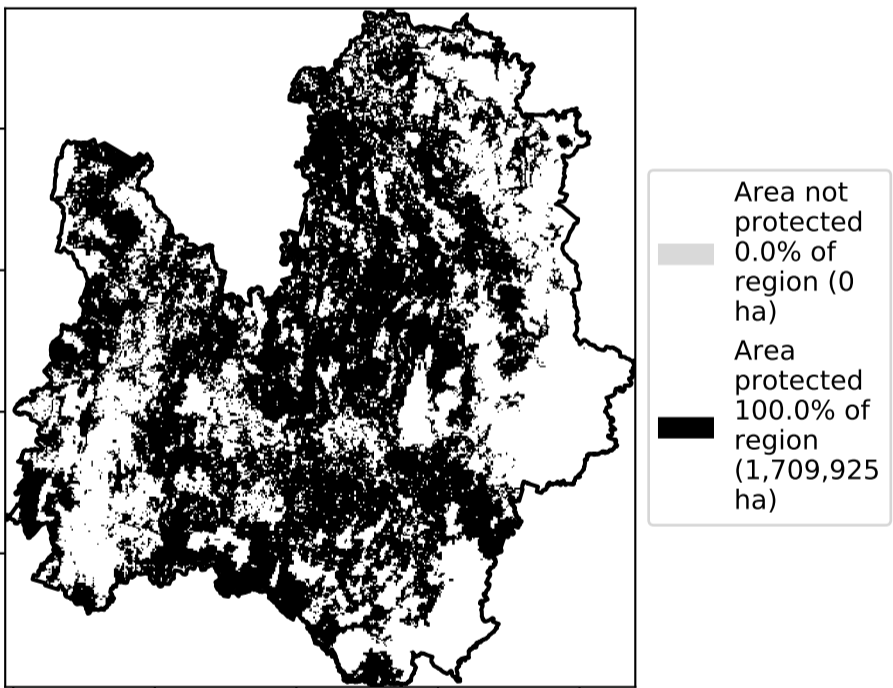 Area not
protected
0.0% of
region (0
ha)
Area
protected
100.0% of
region
(1,709,925
ha)